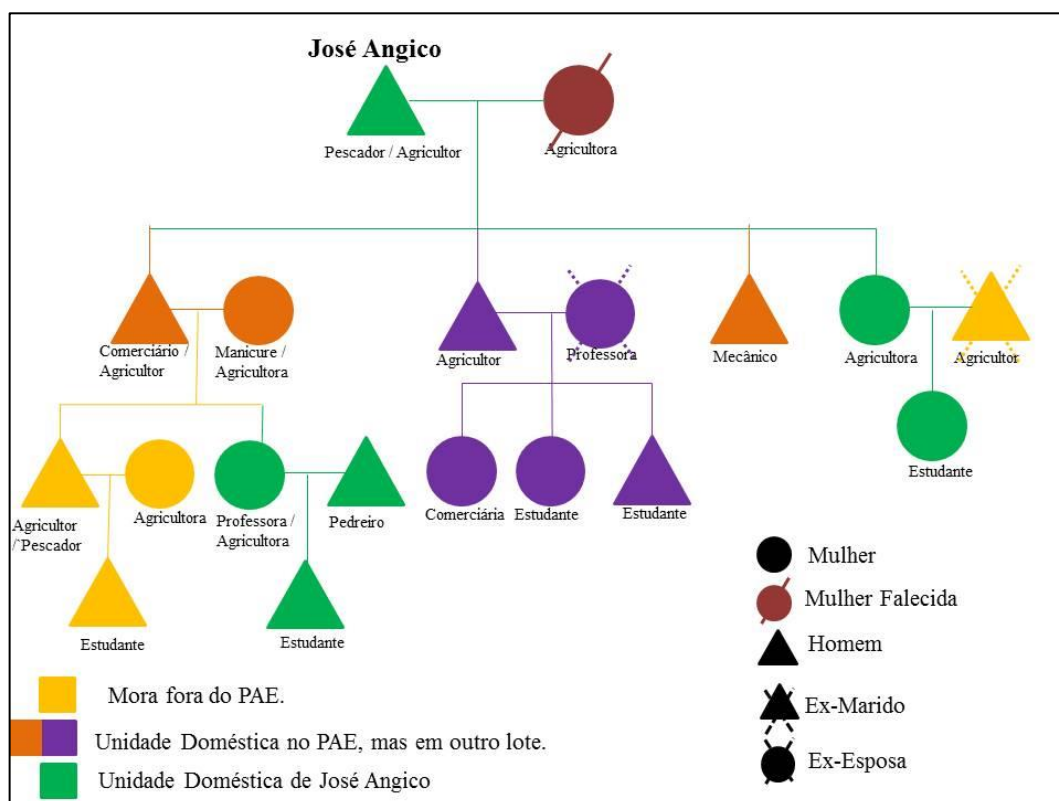 José Angico
Pescador / Agricultor
Agricultora
Comerciário /
Agricultor
Manicure /
Agricultora
Agricultor
Professora
Mecânico
Agricultora
Agricultor
Estudante
Agricultor
/`Pescador
Agricultora
Professora /
Agricultora
Pedreiro
Comerciária
Estudante
Estudante
Estudante
Estudante
Mulher
Mulher Falecida
Homem
Ex-Marido
Ex-Esposa
Mora fora do PAE.
Unidade Doméstica no PAE, mas em outro lote.
Unidade Doméstica de José Angico